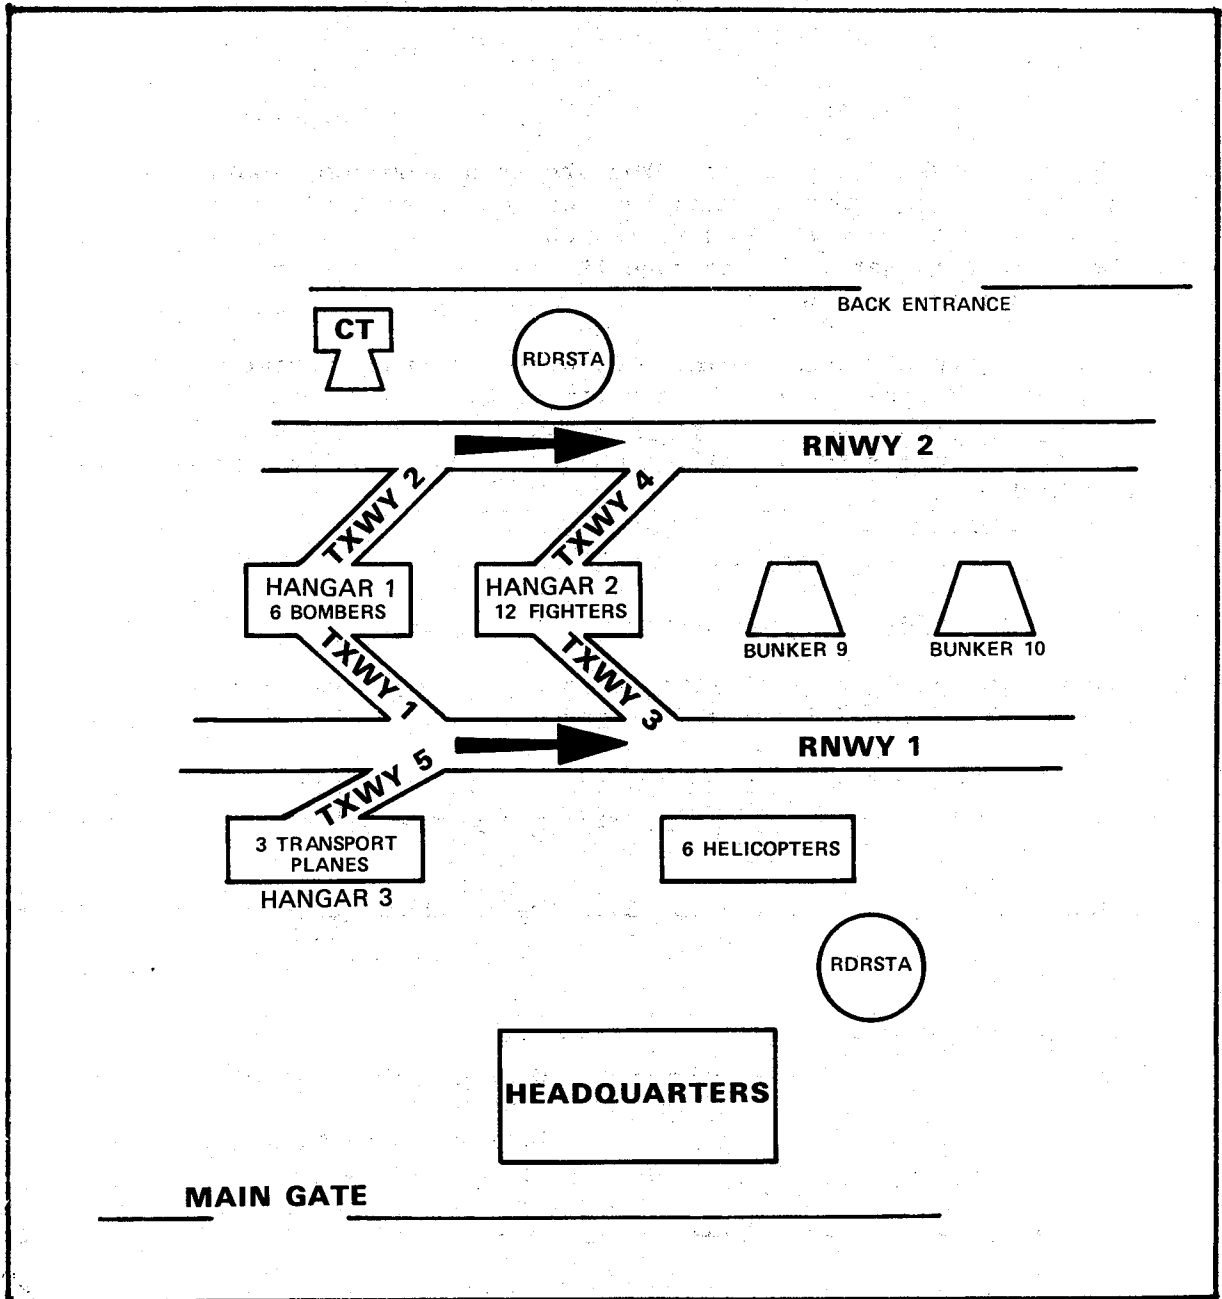 BACK ENTRANCE
CT
RDRSTA
RNWY 2
TXWY 2
TXWY 4
HANGAR 1
6 BOMBERS
HANGAR 2
12 FIGHTERS
BUNKER 9
BUNKER 10
TXWY 1
TXWY 3
RNWY 1
TXWY 5
3 TRANSPORT
PLANES
HANGAR 3
6 HELICOPTERS
RDRSTA
HEADQUARTERS
MAIN GATE